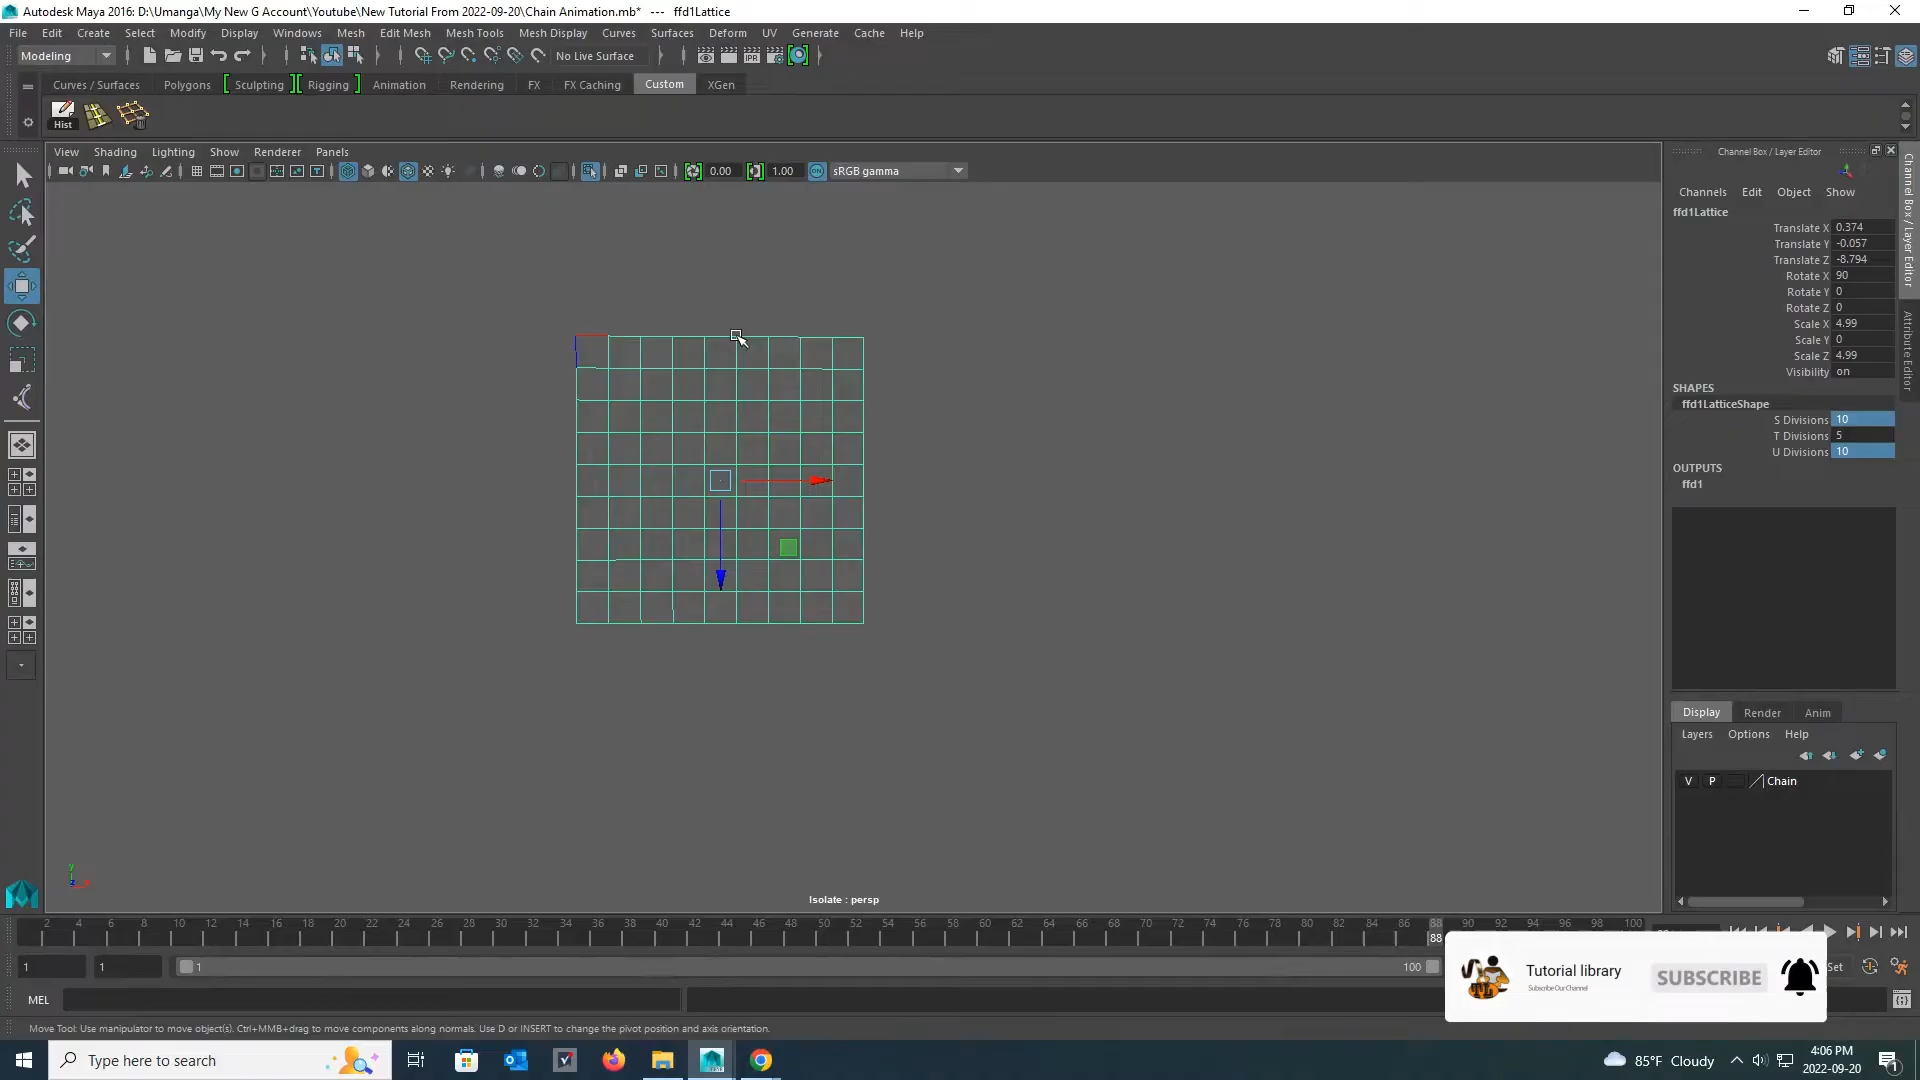 Autodesk Maya 2016: D:\Umanga\My New G Account\Youtube\New Tutorial From 2022-09-20\Chain Animation.mb* --- ffd1Lattice
File Edit Create Select Modify Display Windows Mesh Edit Mesh Mesh Tools Mesh Display Curves Surfaces Deform UV Generate Cache Help
Modeling No Live Surface
Curves / Surfaces Polygons Sculpting Rigging Animation Rendering FX FX Caching Custom XGen
Hist
View Shading Lighting Show Renderer Panels
0.00 1.00 sRGB gamma
Channel Box / Layer Editor
Channels Edit Object Show
ffd1Lattice
Translate X 0.374
Translate Y -0.057
Translate Z -8.794
Rotate X 90
Rotate Y 0
Rotate Z 0
Scale X 4.99
Scale Y 0
Scale Z 4.99
Visibility on
SHAPES
ffd1LatticeShape
S Divisions 10
T Divisions 5
U Divisions 10
OUTPUTS
ffd1
Channel Box / Layer Editor
Attribute Editor
Display Render Anim
Layers Options Help
V P Chain
Isolate : persp
2 4 6 8 10 12 14 16 18 20 22 24 26 28 30 32 34 36 38 40 42 44 46 48 50 52 54 56 58 60 62 64 66 68 70 72 74 76 78 80 82 84 86 88 90 92 94 96 98 100
88
1 1 1 100 Set
MEL
Tutorial library
Subscribe Our Channel
SUBSCRIBE
Move Tool: Use manipulator to move object(s). Ctrl+MMB+drag to move components along normals. Use D or INSERT to change the pivot position and axis orientation.
Type here to search
85°F Cloudy
4:06 PM
2022-09-20
1